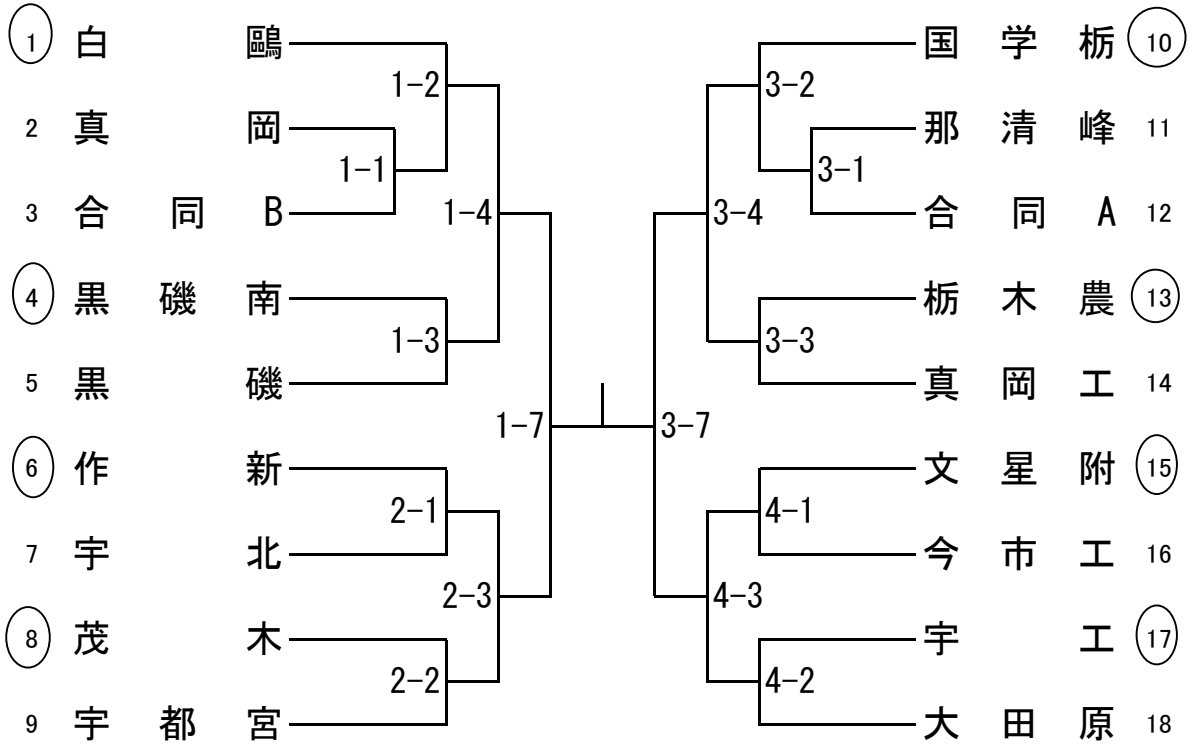 1 白鷗
1-2
2 真岡
1-1
3 合同B
1-4
4 黒磯南
1-3
5 黒磯
1-7
6 作新
2-1
7 宇北
2-3
8 茂木
2-2
9 宇都宮
国学栃 10
3-2
那清峰 11
3-1
合同A 12
3-4
栃木農 13
3-3
真岡工 14
3-7
文星附 15
4-1
今市工 16
4-3
宇工 17
4-2
大田原 18